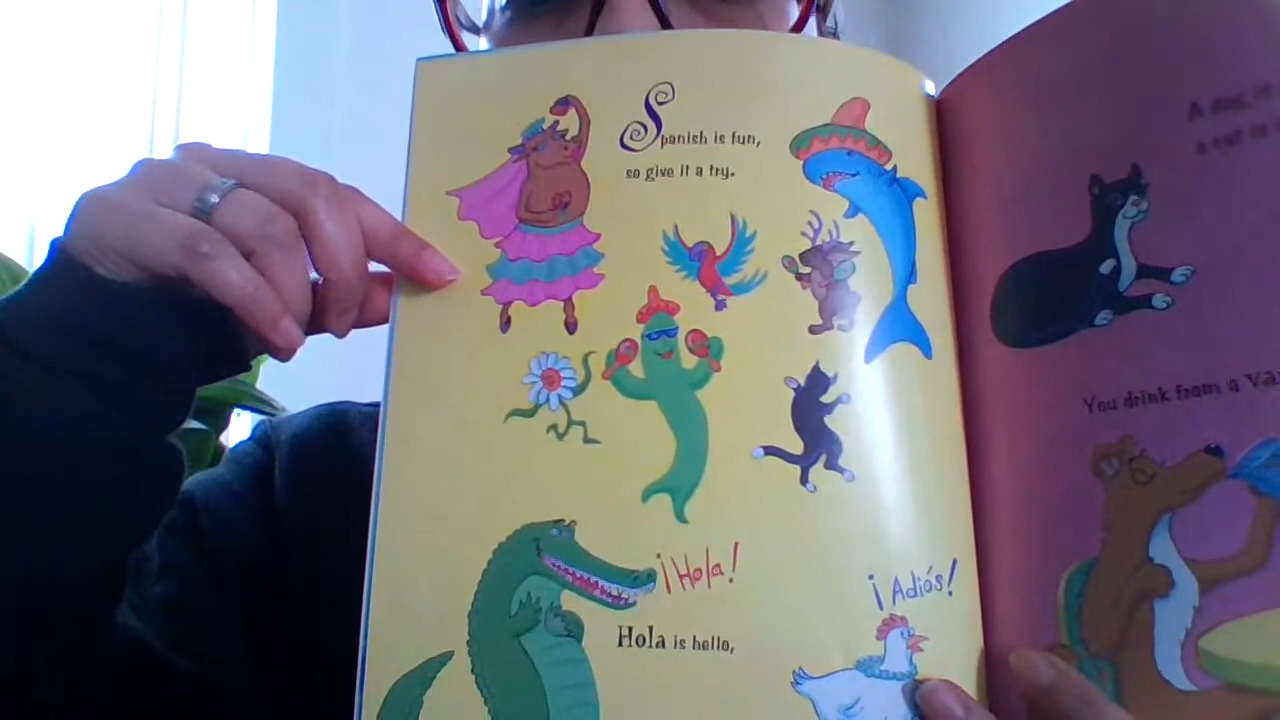 Spanish is fun,
so give it a try.
¡Hola!
Hola is hello,
¡Adiós!
A dog is
a cat is
You drink from a